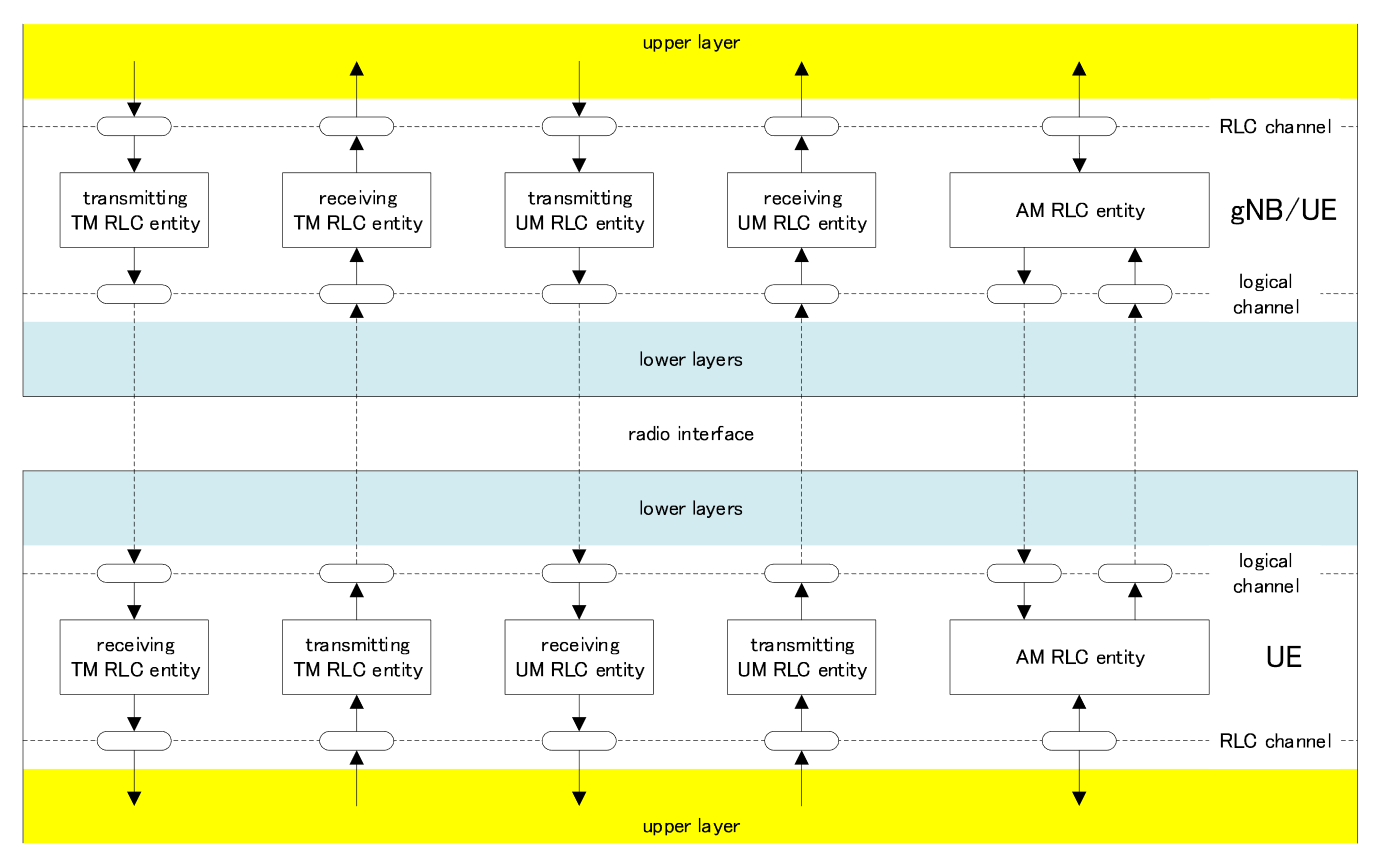 upper layer
RLC channel
transmitting
TM RLC entity
receiving
TM RLC entity
transmitting
UM RLC entity
receiving
UM RLC entity
AM RLC entity
gNB/UE
logical
channel
lower layers
radio interface
lower layers
logical
channel
receiving
TM RLC entity
transmitting
TM RLC entity
receiving
UM RLC entity
transmitting
UM RLC entity
AM RLC entity
UE
RLC channel
upper layer